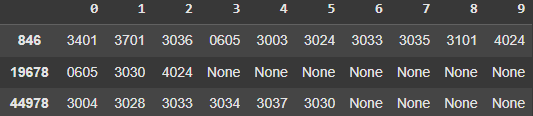 0 1 2 3 4 5 6 7 8 9
846 3401 3701 3036 0605 3003 3024 3033 3035 3101 4024
19678 0605 3030 4024 None None None None None None None
44978 3004 3028 3033 3034 3037 3030 None None None None